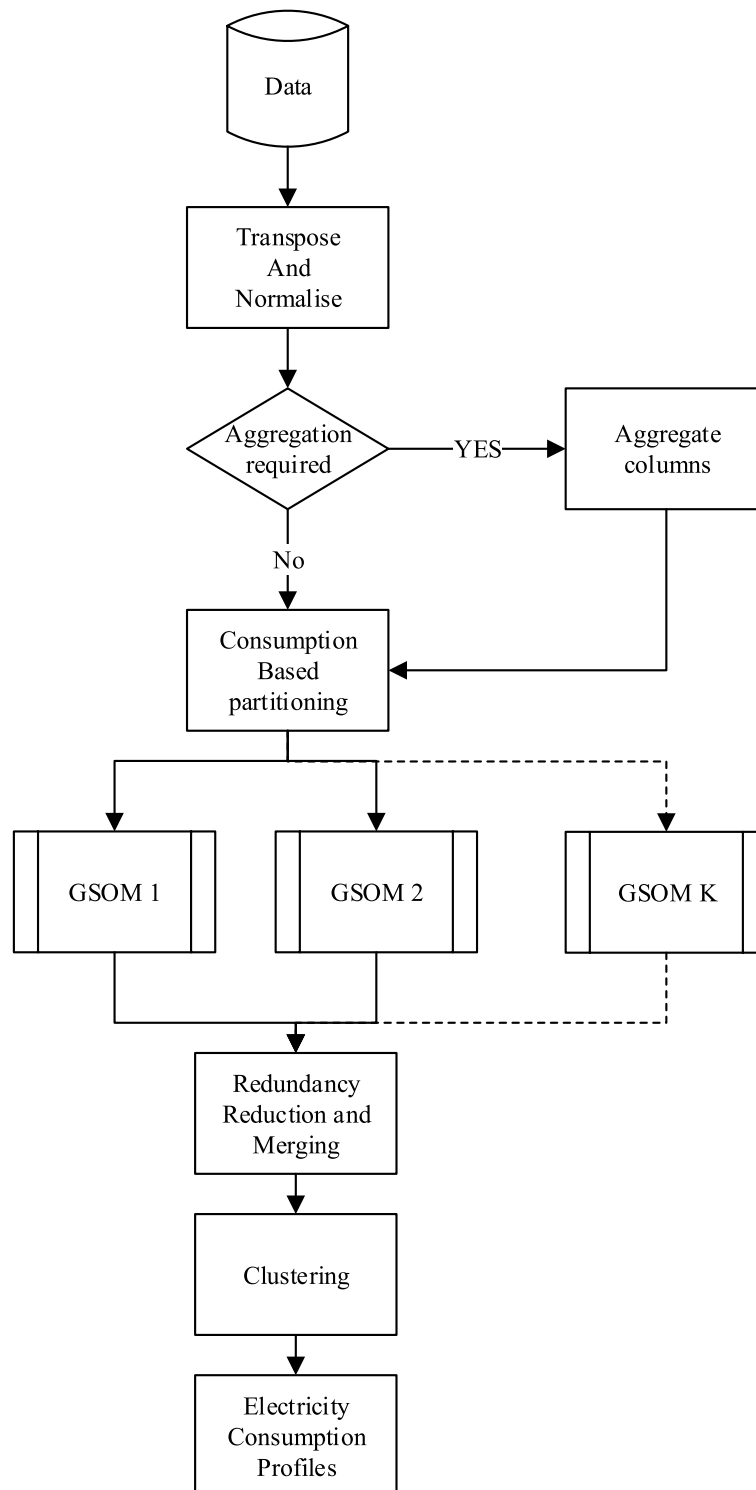 Data
Transpose
And
Normalise
Aggregation
required
YES
Aggregate
columns
No
Consumption
Based
partitioning
GSOM 1
GSOM 2
GSOM K
Redundancy
Reduction and
Merging
Clustering
Electricity
Consumption
Profiles